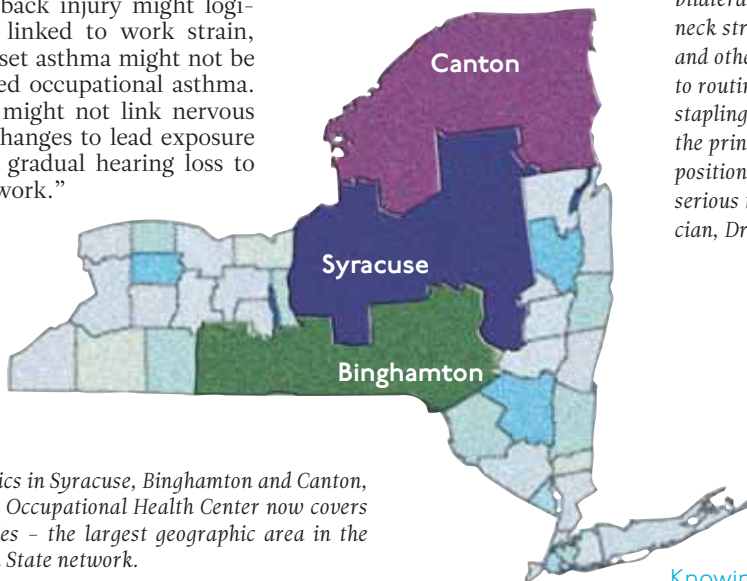 back injury might logi-
linked to work strain,
set asthma might not be
ed occupational asthma.
might not link nervous
hanges to lead exposure
gradual hearing loss to
work.”
Canton
Syracuse
Binghamton
ics in Syracuse, Binghamton and Canton,
Occupational Health Center now covers
es – the largest geographic area in the
State network.
neck str
and othe
to routin
stapling
the prin
position
serious
cian, Dr
Knowin